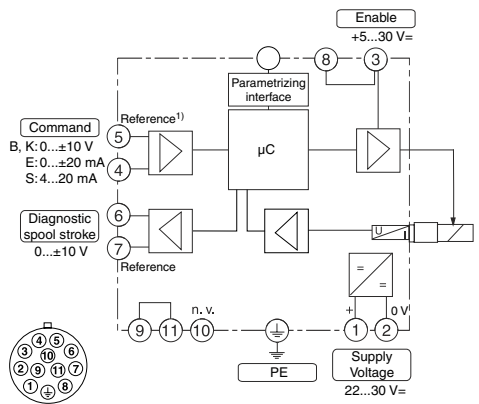 Enable
+5...30 V=
8
3
Parametrizing
interface
Reference1)
Command
5
B, K: 0...±10 V
E: 0...±20 mA
S: 4...20 mA
4
µC
6
Diagnostic
spool stroke
0...±10 V
7
Reference
U
L
=
=
+
0 V
n. v.
9
11
10
1
2
PE
Supply
Voltage
22...30 V=
4
5
3
10
6
2
9
11
7
1
8